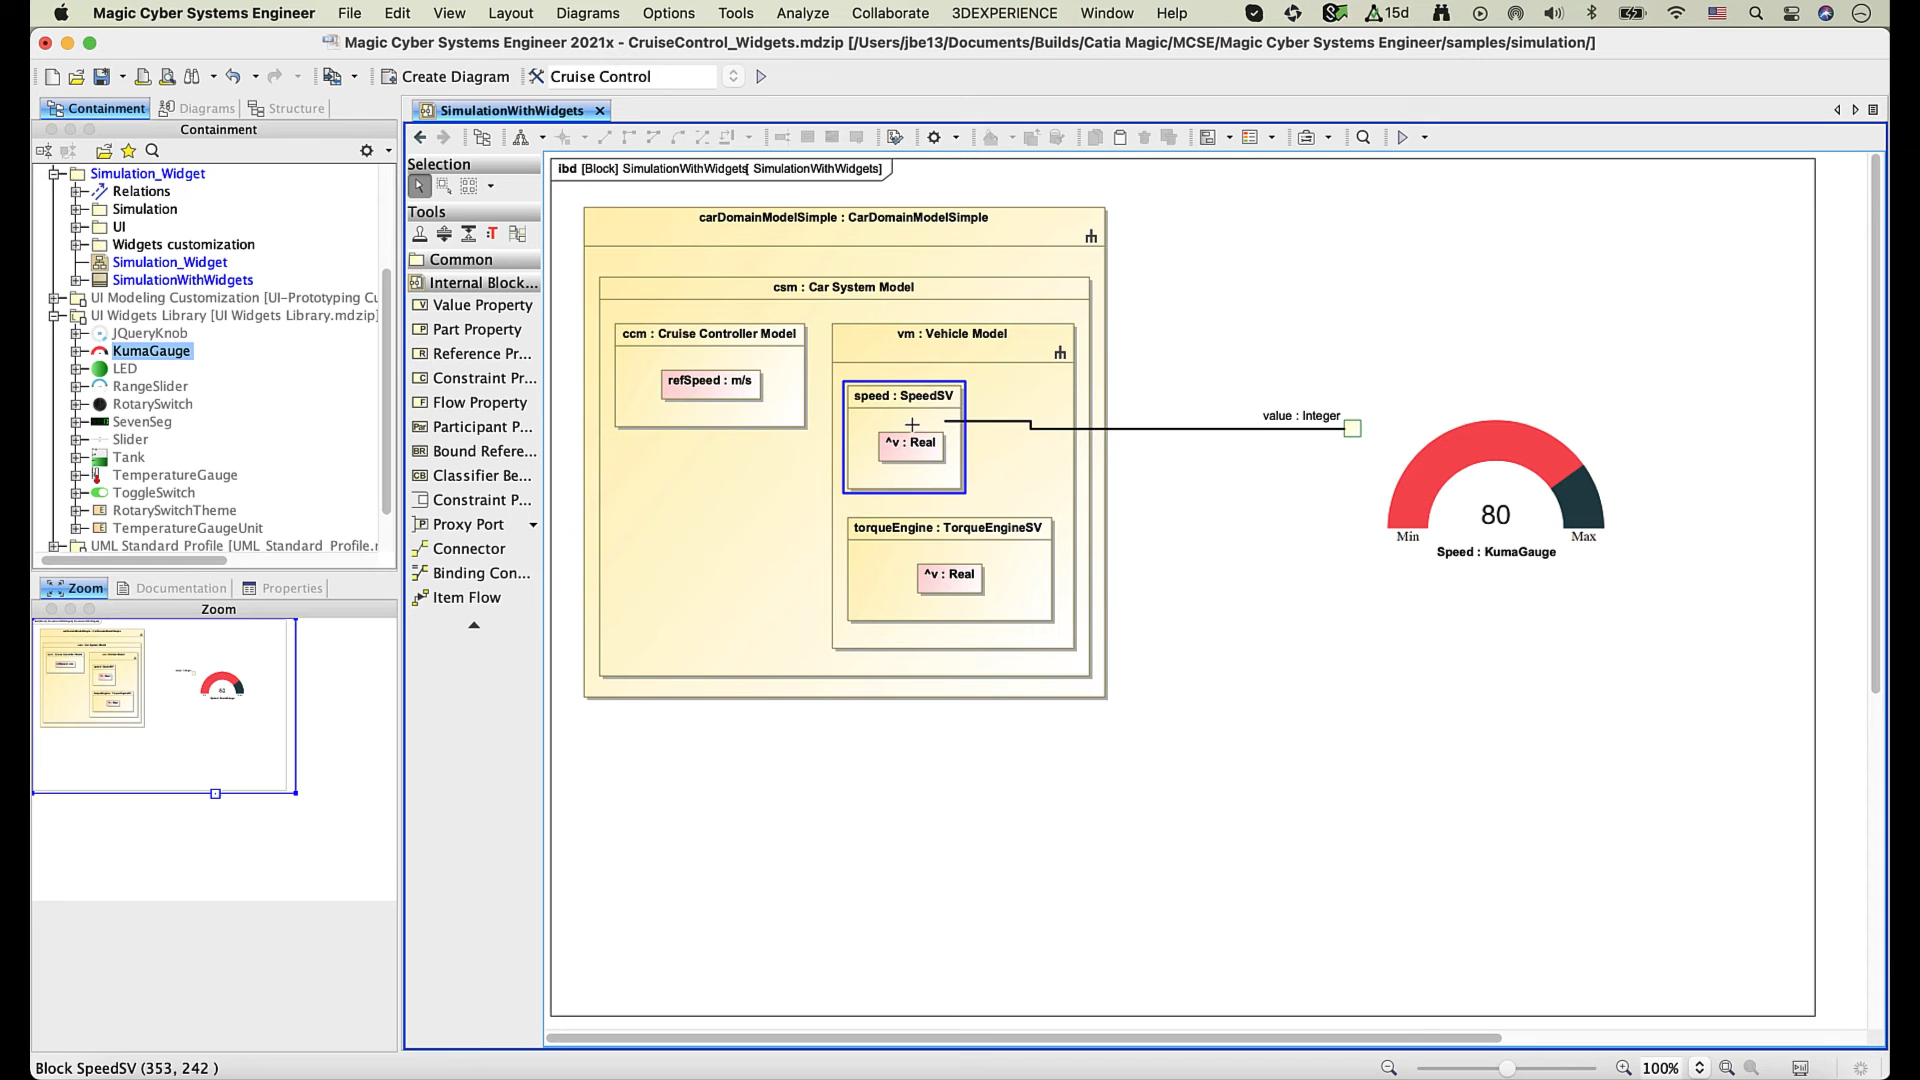 Magic Cyber Systems Engineer File Edit View Layout Diagrams Options Tools Analyze Collaborate 3DEXPERIENCE Window Help 15d
Magic Cyber Systems Engineer 2021x - CruiseControl_Widgets.mdzip [/Users/jbe13/Documents/Builds/Catia Magic/MCSE/Magic Cyber Systems Engineer/samples/simulation/]
Create Diagram Cruise Control
Containment Diagrams Structure
Containment
Simulation_Widget
Relations
Simulation
UI
Widgets customization
Simulation_Widget
SimulationWithWidgets
UI Modeling Customization [UI-Prototyping Cu
UI Widgets Library [UI Widgets Library.mdzip]
JQueryKnob
KumaGauge
LED
RangeSlider
RotarySwitch
SevenSeg
Slider
Tank
TemperatureGauge
ToggleSwitch
RotarySwitchTheme
TemperatureGaugeUnit
UML Standard Profile [UML Standard Profile.r
Zoom Documentation Properties
Zoom
SimulationWithWidgets
Selection
Tools
Common
Internal Block...
Value Property
Part Property
Reference Pr...
Constraint Pr...
Flow Property
Participant P...
Bound Refere...
Classifier Be...
Constraint P...
Proxy Port
Connector
Binding Con...
Item Flow
ibd [Block] SimulationWithWidgets[ SimulationWithWidgets]
carDomainModelSimple : CarDomainModelSimple
csm : Car System Model
ccm : Cruise Controller Model
refSpeed : m/s
vm : Vehicle Model
speed : SpeedSV
^v : Real
torqueEngine : TorqueEngineSV
^v : Real
value : Integer
80
Min Max
Speed : KumaGauge
Block SpeedSV (353, 242 )
100%